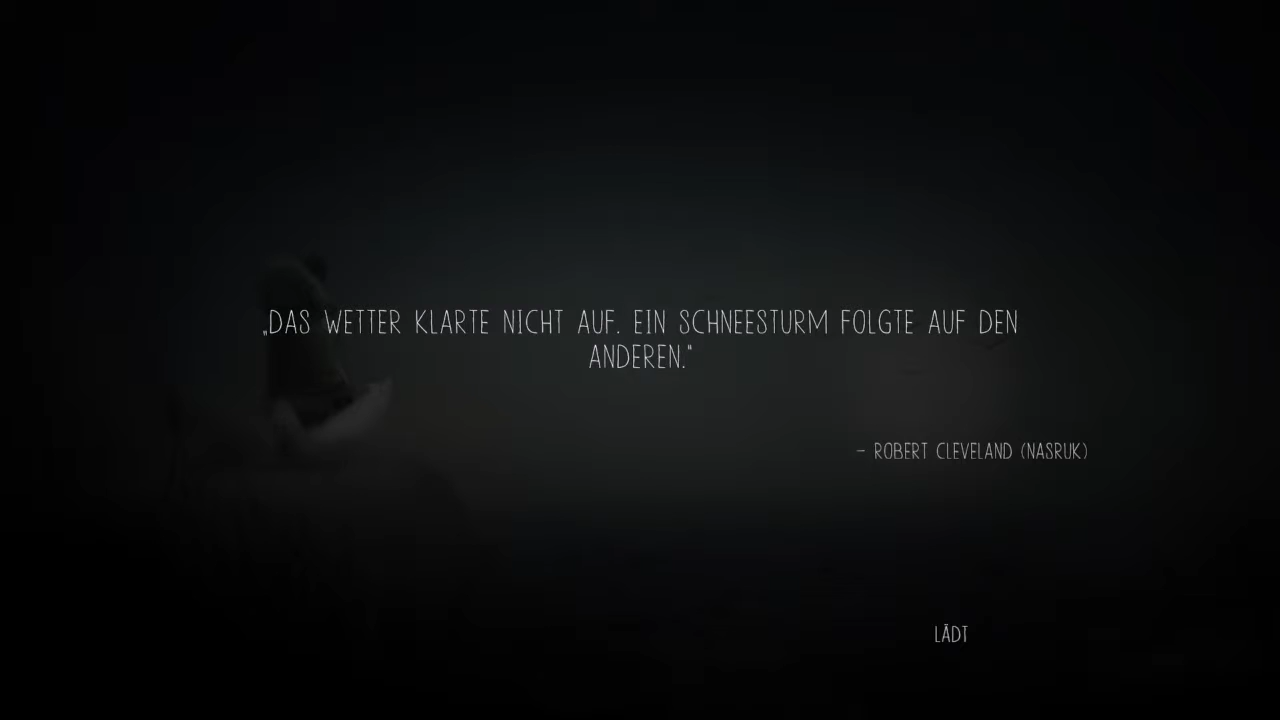 „DAS WETTER KLARTE NICHT AUF. EIN SCHNEESTURM FOLGTE AUF DEN
ANDEREN."
– ROBERT CLEVELAND (NASRUK)
LÄDT